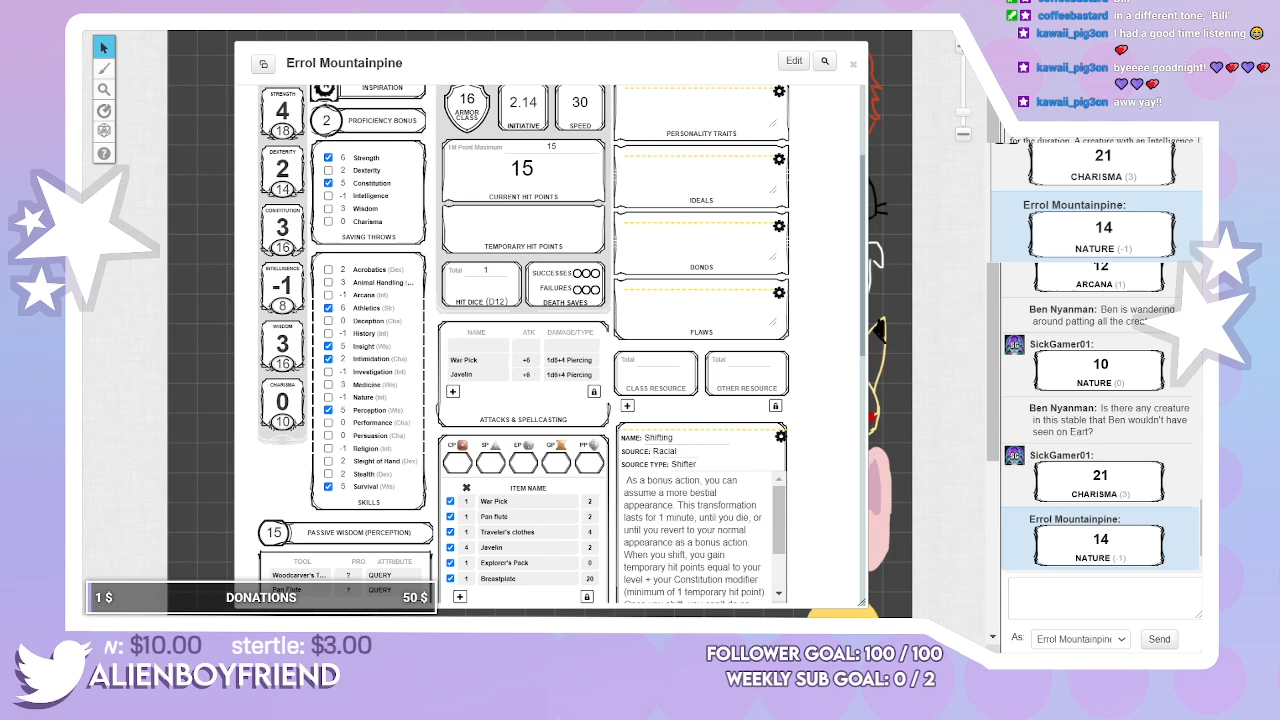 Errol Mountainpine
Edit
STRENGTH
4
18
DEXTERITY
2
14
CONSTITUTION
3
16
INTELLIGENCE
-1
8
WISDOM
3
16
CHARISMA
0
10
INSPIRATION
2 PROFICIENCY BONUS
6 Strength
2 Dexterity
5 Constitution
-1 Intelligence
3 Wisdom
0 Charisma
SAVING THROWS
2 Acrobatics (Dex)
3 Animal Handling (...
-1 Arcana (Int)
6 Athletics (Str)
0 Deception (Cha)
-1 History (Int)
5 Insight (Wis)
2 Intimidation (Cha)
-1 Investigation (Int)
3 Medicine (Wis)
-1 Nature (Int)
5 Perception (Wis)
0 Performance (Cha)
0 Persuasion (Cha)
-1 Religion (Int)
2 Sleight of Hand (Dex)
2 Stealth (Dex)
5 Survival (Wis)
SKILLS
15 PASSIVE WISDOM (PERCEPTION)
TOOL PRO ATTRIBUTE
Woodcarver's T... ? QUERY
Pan Flute ? QUERY
16
ARMOR
CLASS
2.14
INITIATIVE
30
SPEED
Hit Point Maximum 15
15
CURRENT HIT POINTS
TEMPORARY HIT POINTS
Total 1
HIT DICE (D12)
SUCCESSES
FAILURES
DEATH SAVES
NAME ATK DAMAGE/TYPE
War Pick +6 1d8+4 Piercing
Javelin +6 1d6+4 Piercing
ATTACKS & SPELLCASTING
CP SP EP GP PP
ITEM NAME
1 War Pick 2
1 Pan flute 2
1 Traveler's clothes 4
4 Javelin 2
1 Explorer's Pack 0
1 Breastplate 20
PERSONALITY TRAITS
IDEALS
BONDS
FLAWS
Total
CLASS RESOURCE
Total
OTHER RESOURCE
NAME: Shifting
SOURCE: Racial
SOURCE TYPE: Shifter
As a bonus action, you can
assume a more bestial
appearance. This transformation
lasts for 1 minute, until you die, or
until you revert to your normal
appearance as a bonus action.
When you shift, you gain
temporary hit points equal to your
level + your Constitution modifier
(minimum of 1 temporary hit point).
coffeebastard in a different tone, "Bill"
kawaii_pig3on I had a good time listening
kawaii_pig3on byeeee goodnight!
kawaii_pig3on aww yay!!
for the duration. A creature with an Intelligence
21
CHARISMA (3)
Errol Mountainpine:
14
NATURE (-1)
12
ARCANA (1)
Ben Nyanman: Ben is wandering
around patting all the
SickGamer01:
10
NATURE (0)
Ben Nyanman: Is there any creature
in this stable that Ben wouldn't have
seen on Eart?
SickGamer01:
21
CHARISMA (3)
Errol Mountainpine:
14
NATURE (-1)
As: Errol Mountainpin
Send
1 $ DONATIONS 50 $
N: $10.00 stertle: $3.00
ALIENBOYFRIEND
FOLLOWER GOAL: 100 / 100
WEEKLY SUB GOAL: 0 / 2